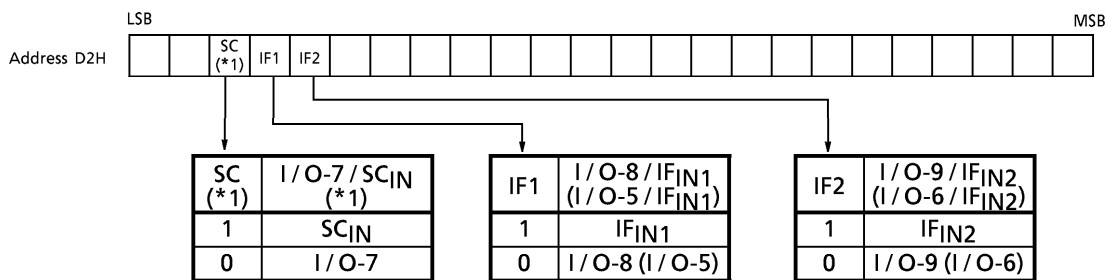 LSB MSB
Address D2H SC (*1) IF1 IF2
SC (*1) I/O-7/SCIN (*1)
1 SCIN
0 I/O-7
IF1 I/O-8/IFIN1 (I/O-5/IFIN1)
1 IFIN1
0 I/O-8 (I/O-5)
IF2 I/O-9/IFIN2 (I/O-6/IFIN2)
1 IFIN2
0 I/O-9 (I/O-6)